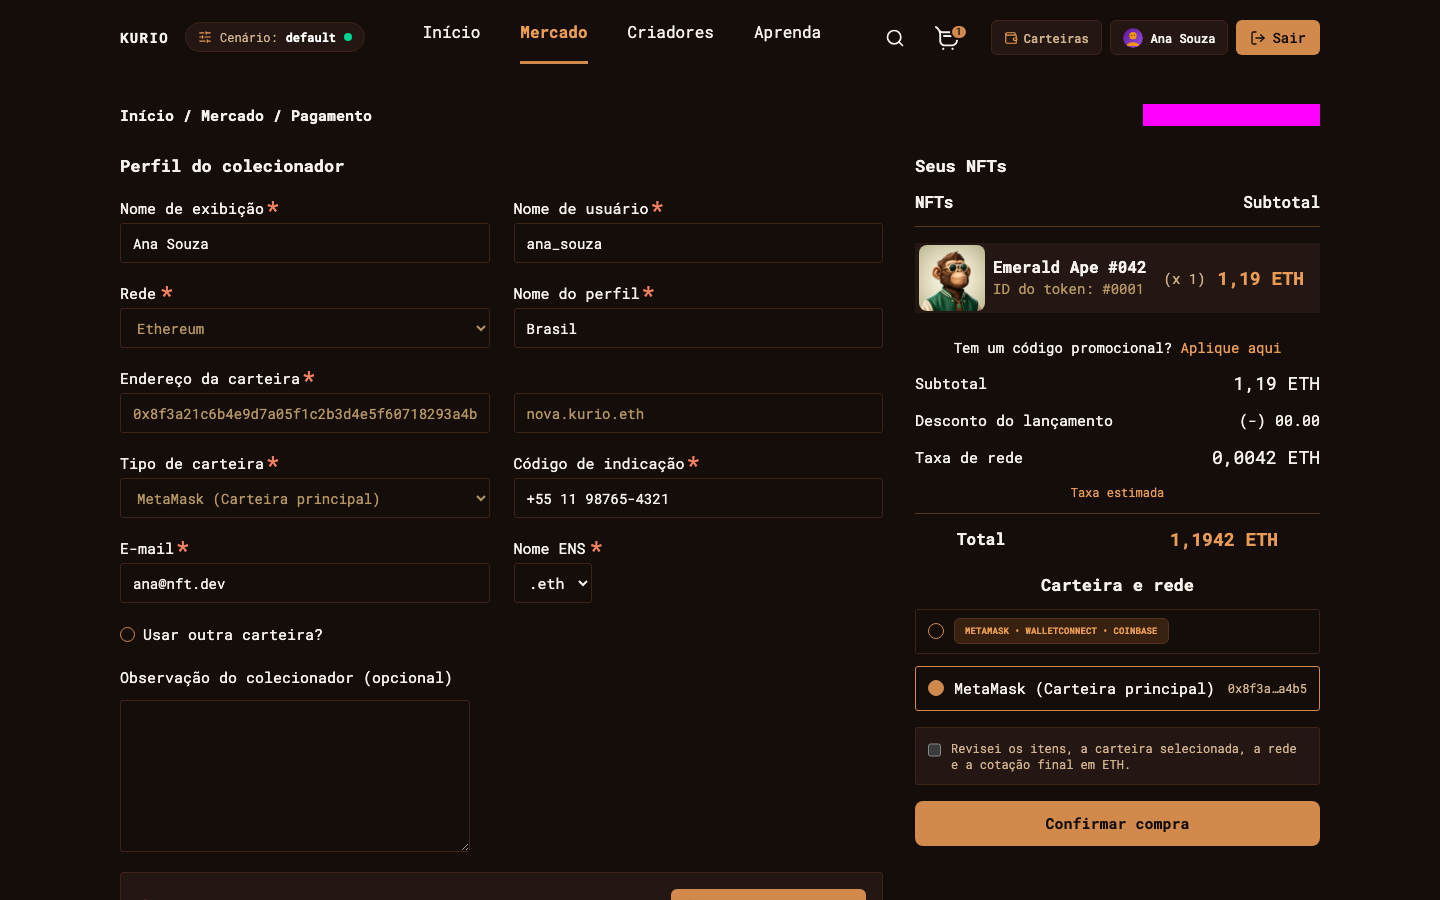 KURIO
Cenário: default
Início
Mercado
Criadores
Aprenda
1
Carteiras
Ana Souza
Sair
Início / Mercado / Pagamento
Perfil do colecionador
Nome de exibição *
Nome de usuário *
Ana Souza
ana_souza
Rede *
Nome do perfil *
Ethereum
Brasil
Endereço da carteira *
0x8f3a21c6b4e9d7a05f1c2b3d4e5f60718293a4b
nova.kurio.eth
Tipo de carteira *
Código de indicação *
MetaMask (Carteira principal)
+55 11 98765-4321
E-mail *
Nome ENS *
ana@nft.dev
.eth
Usar outra carteira?
Observação do colecionador (opcional)
Seus NFTs
NFTs
Subtotal
Emerald Ape #042
ID do token: #0001
(x 1)
1,19 ETH
Tem um código promocional? Aplique aqui
Subtotal
1,19 ETH
Desconto do lançamento
(-) 00.00
Taxa de rede
0,0042 ETH
Taxa estimada
Total
1,1942 ETH
Carteira e rede
METAMASK • WALLETCONNECT • COINBASE
MetaMask (Carteira principal)
0x8f3a…a4b5
Revisei os itens, a carteira selecionada, a rede
e a cotação final em ETH.
Confirmar compra